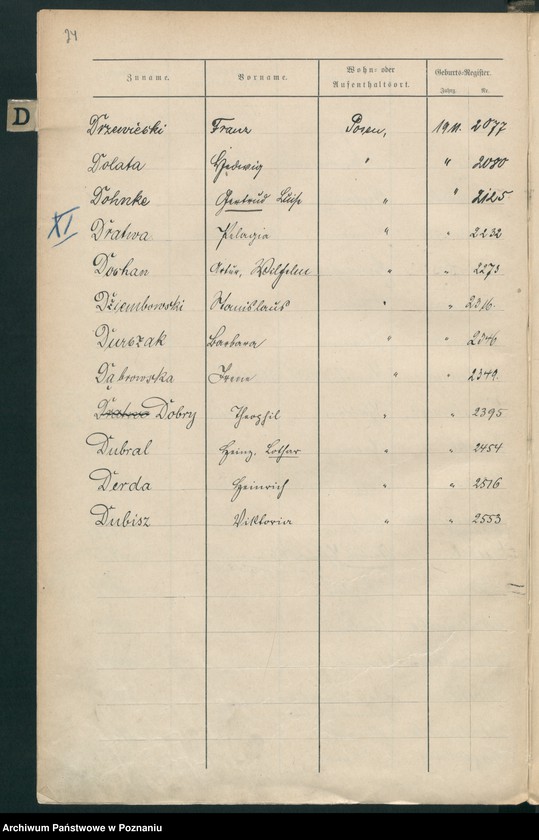 24
Zuname. Vorname. Wohn- oder Aufenthaltsort. Geburts-Register.
Jahrg. Nr.
D
Drzewiecki Franz Posen, 1911. 2077
Dolata Hedwig " " 2080
Dohnke Gertrud Luise " " 2125.
XI Dratwa Pelagia " " 2232
Dochan Artur, Wilhelm " " 2273
Dziembowski Stanislaus " " 2316.
Durczak Barbara " " 2346
Dąbrowska Irene " " 2349.
Dratwa Dobry Theophil " " 2395
Dubral Heinz, Lothar " " 2454
Derda Heinrich " " 2516
Dubisz Viktoria " " 2553
Archiwum Państwowe w Poznaniu